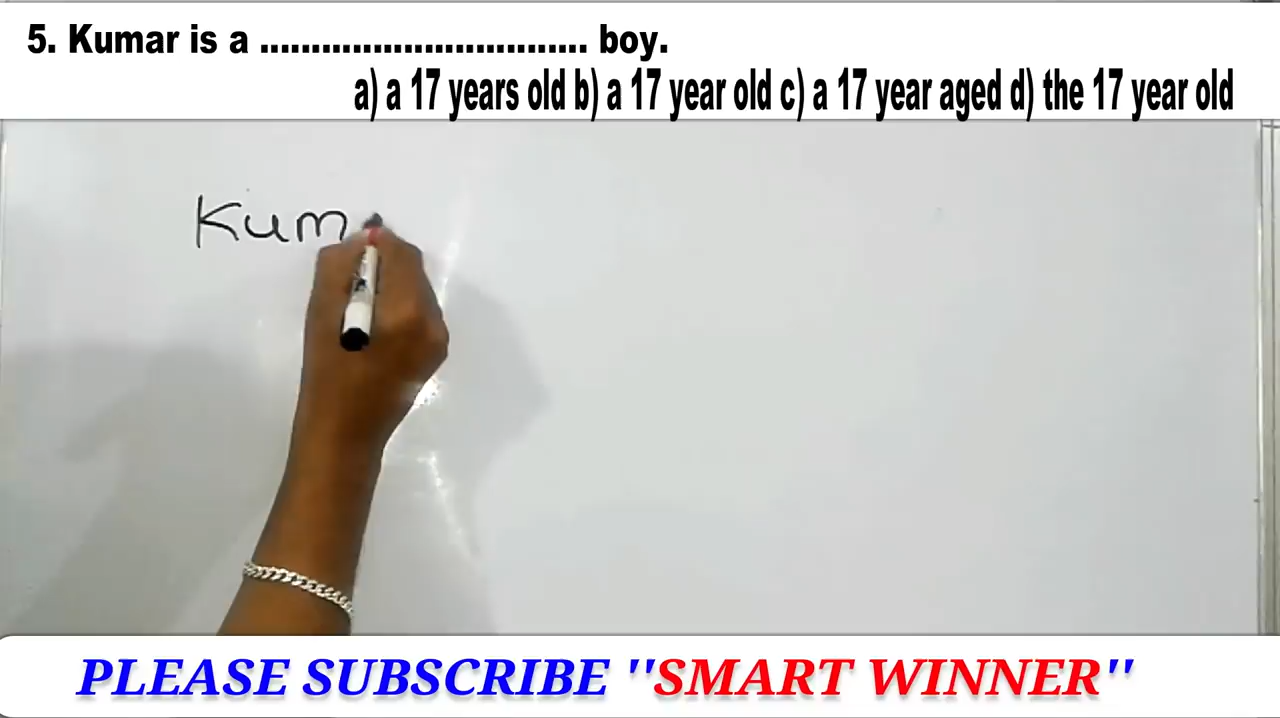 5. Kumar is a ................................ boy.
a) a 17 years old b) a 17 year old c) a 17 year aged d) the 17 year old
Kum
PLEASE SUBSCRIBE "SMART WINNER"